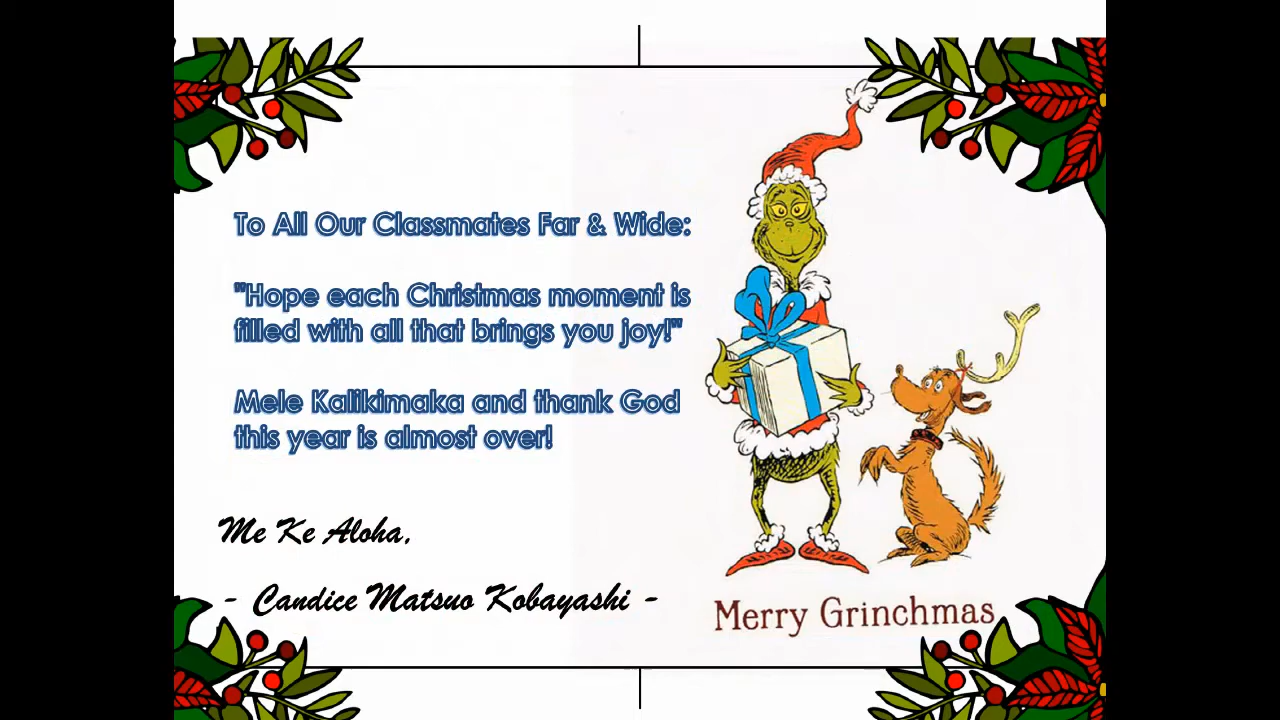 To All Our Classmates Far & Wide:
"Hope each Christmas moment is
filled with all that brings you joy!"
Mele Kalikimaka and thank God
this year is almost over!
Me Ke Aloha,
- Candice Matsuo Kobayashi -
Merry Grinchmas